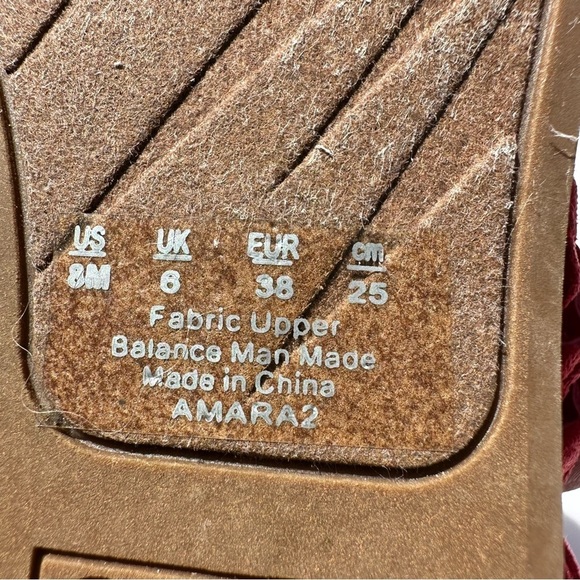 US UK EUR cm
8M 6 38 25
Fabric Upper
Balance Man Made
Made in China
AMARA2